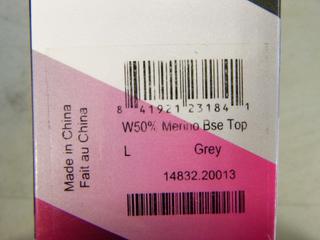 8 41921 23184 1
W50% Merino Bse Top
L Grey
14832.20013
Made in China
Fait au China